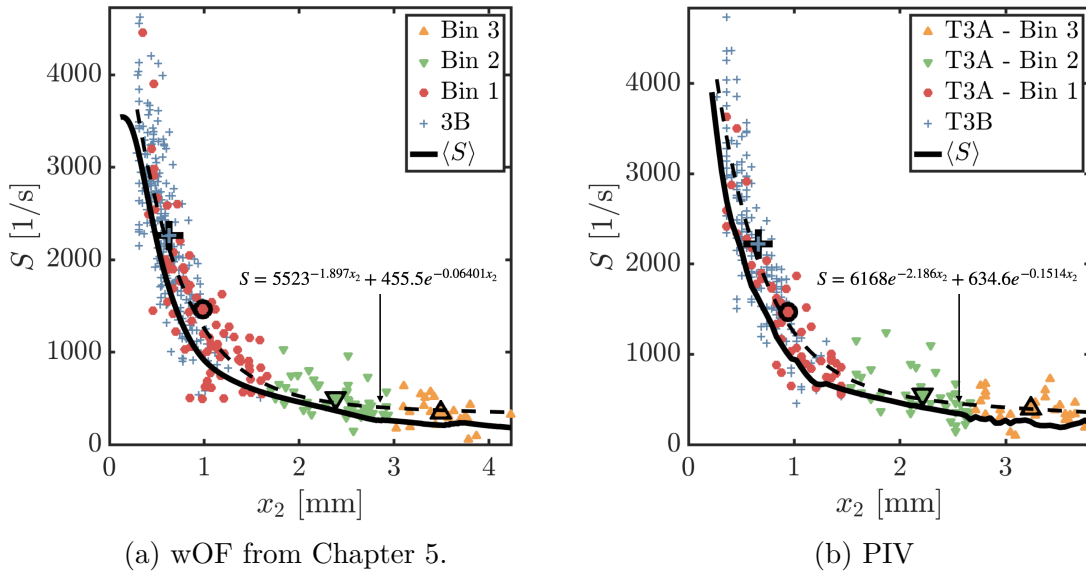 Bin 3
Bin 2
Bin 1
3B
⟨S⟩
S = 5523^{-1.897x_2} + 455.5e^{-0.06401x_2}
S [1/s]
4000
3000
2000
1000
0
0 1 2 3 4
x_2 [mm]
(a) wOF from Chapter 5.
T3A - Bin 3
T3A - Bin 2
T3A - Bin 1
T3B
⟨S⟩
S = 6168e^{-2.186x_2} + 634.6e^{-0.1514x_2}
S [1/s]
4000
3000
2000
1000
0
0 1 2 3
x_2 [mm]
(b) PIV